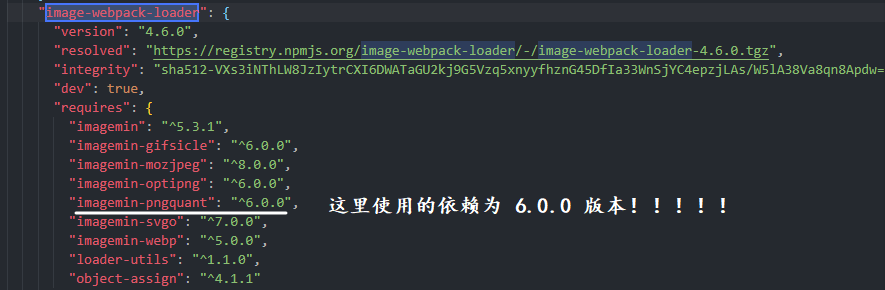 "image-webpack-loader": {
"version": "4.6.0",
"resolved": "https://registry.npmjs.org/image-webpack-loader/-/image-webpack-loader-4.6.0.tgz",
"integrity": "sha512-VXs3iNThLW8JzIytrCXI6DWATaGU2kj9G5Vzq5xnyyfhznG45DfIa33WnSjYC4epzjLAs/W5lA38Va8qn8Apdw=
"dev": true,
"requires": {
"imagemin": "^5.3.1",
"imagemin-gifsicle": "^6.0.0",
"imagemin-mozjpeg": "^8.0.0",
"imagemin-optipng": "^6.0.0",
"imagemin-pngquant": "^6.0.0", 这里使用的依赖为 6.0.0 版本！！！！！
"imagemin-svgo": "^7.0.0",
"imagemin-webp": "^5.0.0",
"loader-utils": "^1.1.0",
"object-assign": "^4.1.1"